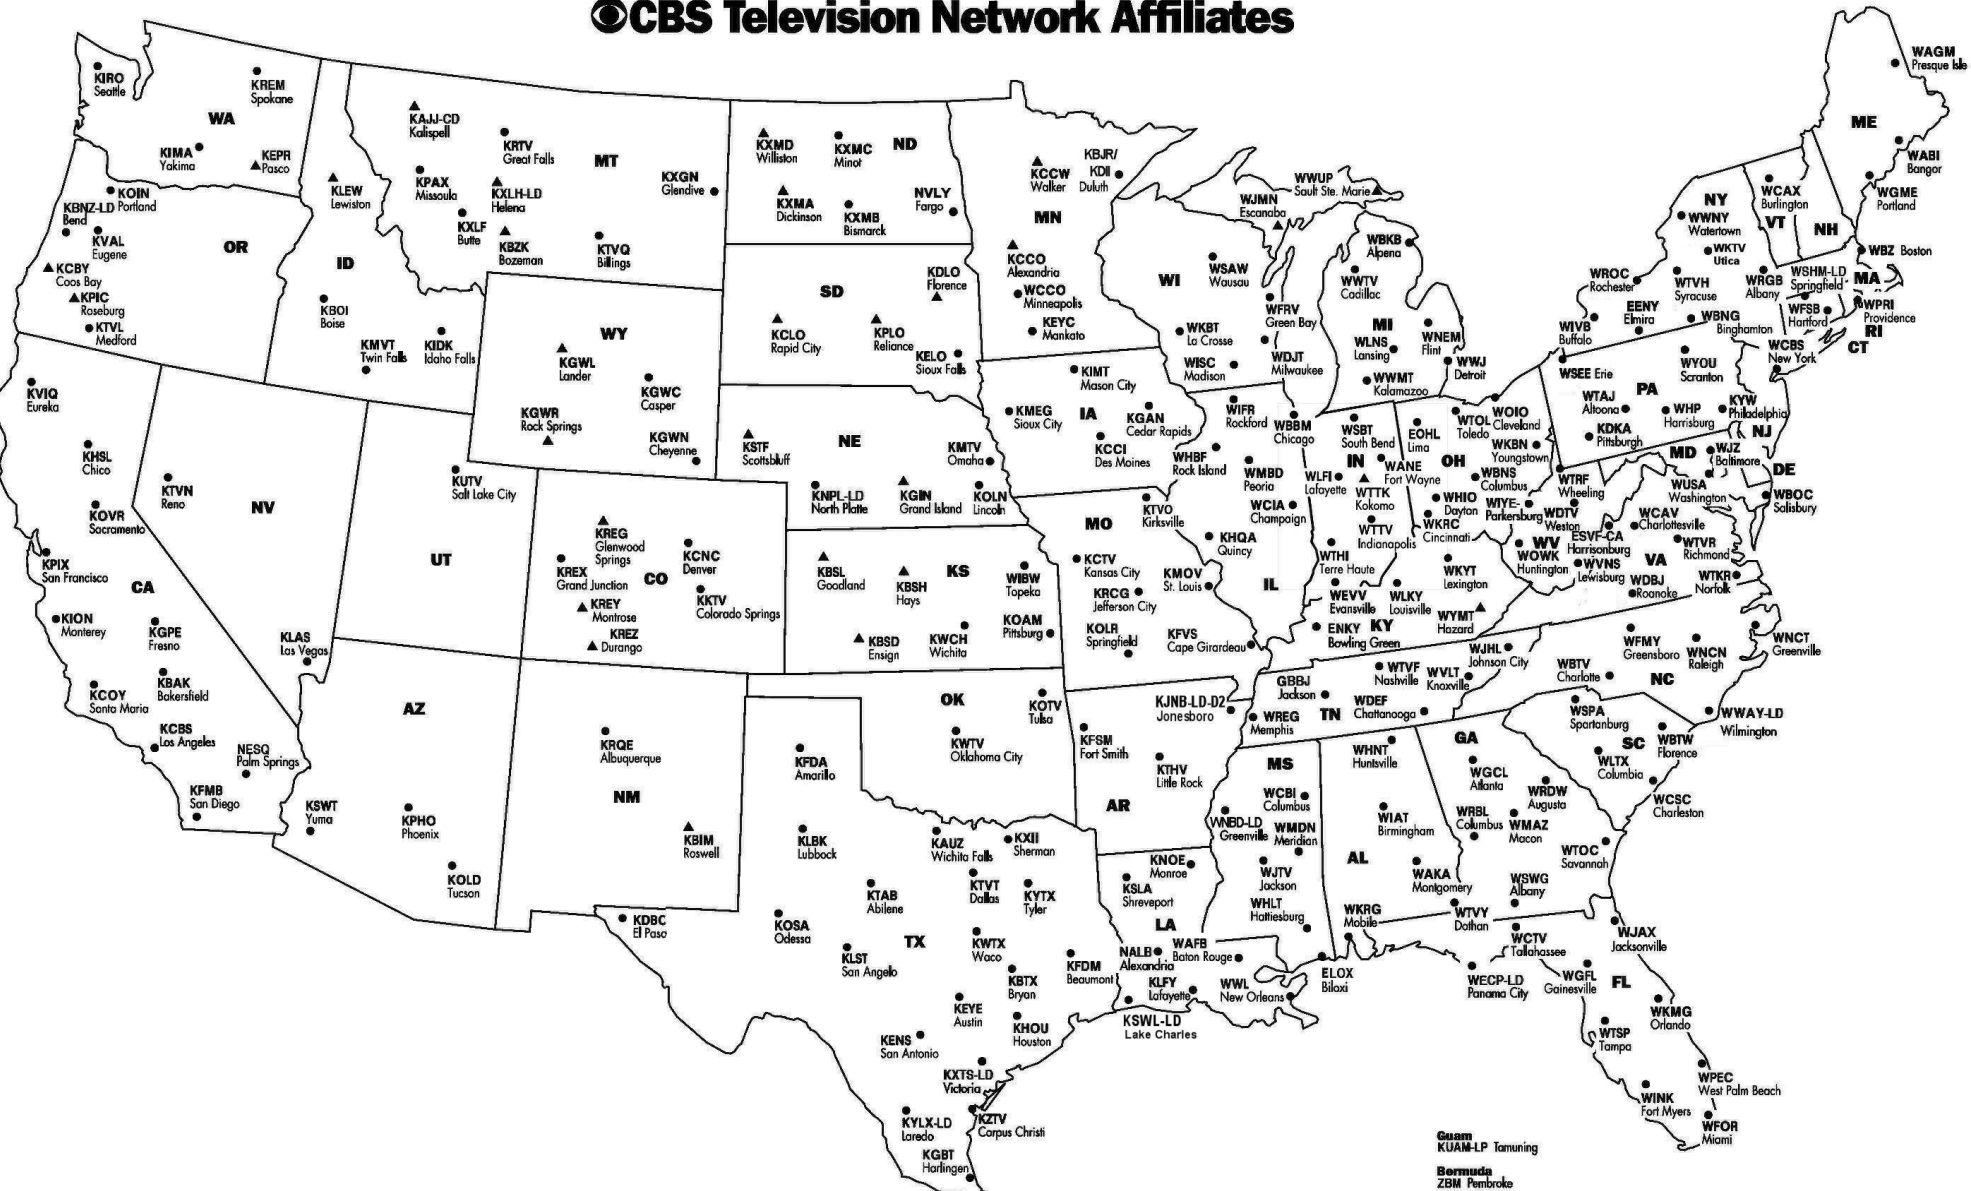 CBS Television Network Affiliates
KIRO
Seattle
KREM
Spokane
WA
KIMA
Yakima
KEPR
Pasco
KOIN
Portland
KBNZ-LD
Bend
KVAL
Eugene
OR
KCBY
Coos Bay
KPIC
Roseburg
KTVL
Medford
KLEW
Lewiston
ID
KBOI
Boise
KMVT
Twin Falls
KIDK
Idaho Falls
KAJJ-CD
Kalispell
KRTV
Great Falls
MT
KPAX
Missoula
KXLH-LD
Helena
KXGN
Glendive
KXLF
Butte
KBZK
Bozeman
KTVQ
Billings
WY
KGWL
Lander
KGWC
Casper
KGWR
Rock Springs
KGWN
Cheyenne
KXMD
Williston
KXMC
Minot
ND
KXMA
Dickinson
KXMB
Bismarck
NVLY
Fargo
SD
KDLO
Florence
KCLO
Rapid City
KPLO
Reliance
KELO
Sioux Falls
KSTF
Scottsbluff
NE
KMTV
Omaha
KNPL-LD
North Platte
KGIN
Grand Island
KOLN
Lincoln
KBSL
Goodland
KBSH
Hays
KS
WIBW
Topeka
KOAM
Pittsburg
KBSD
Ensign
KWCH
Wichita
KVIQ
Eureka
KHSL
Chico
KOVR
Sacramento
KPIX
San Francisco
CA
KION
Monterey
KGPE
Fresno
KBAK
Bakersfield
KCOY
Santa Maria
KCBS
Los Angeles
NESQ
Palm Springs
KFMB
San Diego
KTVN
Reno
NV
KLAS
Las Vegas
KUTV
Salt Lake City
UT
KREG
Glenwood
Springs
KCNC
Denver
KREX
Grand Junction
CO
KREY
Montrose
KKTV
Colorado Springs
KREZ
Durango
AZ
KSWT
Yuma
KPHO
Phoenix
KOLD
Tucson
KRQE
Albuquerque
NM
KBIM
Roswell
OK
KOTV
Tulsa
KWTV
Oklahoma City
KFDA
Amarillo
KLBK
Lubbock
KAUZ
Wichita Falls
KXII
Sherman
KTAB
Abilene
KTVT
Dallas
KYTX
Tyler
KDBC
El Paso
KOSA
Odessa
TX
KWTX
Waco
KLST
San Angelo
KBTX
Bryan
KFDM
Beaumont
KEYE
Austin
KHOU
Houston
KENS
San Antonio
KXTS-LD
Victoria
KYLX-LD
Laredo
KZTV
Corpus Christi
KGBT
Harlingen
KCCW
Walker
KBJR/
KDII
Duluth
MN
KCCO
Alexandria
WCCO
Minneapolis
KEYC
Mankato
KIMT
Mason City
IA
KMEG
Sioux City
KGAN
Cedar Rapids
KCCI
Des Moines
WHBF
Rock Island
MO
KTVO
Kirksville
KCTV
Kansas City
KMOV
St. Louis
KRCG
Jefferson City
KOLR
Springfield
KFVS
Cape Girardeau
KJNB-LD-D2
Jonesboro
KFSM
Fort Smith
KTHV
Little Rock
AR
KNOE
Monroe
KSLA
Shreveport
LA
NALB
Alexandria
WAFB
Baton Rouge
KLFY
Lafayette
WWL
New Orleans
KSWL-LD
Lake Charles
WWUP
Sault Ste. Marie
WJMN
Escanaba
WBKB
Alpena
WI
WSAW
Wausau
WFRV
Green Bay
WKBT
La Crosse
WISC
Madison
WDJT
Milwaukee
WWTV
Cadillac
MI
WLNS
Lansing
WNEM
Flint
WWJ
Detroit
WWMT
Kalamazoo
WIFR
Rockford
WBBM
Chicago
WMBD
Peoria
WCIA
Champaign
KHQA
Quincy
IL
WSBT
South Bend
IN
WANE
Fort Wayne
WLFI
Lafayette
WTTK
Kokomo
WTTV
Indianapolis
WTHI
Terre Haute
WEVV
Evansville
EOHL
Lima
WTOL
Toledo
WOIO
Cleveland
WKBN
Youngstown
OH
WBNS
Columbus
WHIO
Dayton
WKRC
Cincinnati
WKYT
Lexington
WLKY
Louisville
WYMT
Hazard
ENKY
Bowling Green
KY
WTRF
Wheeling
WIYE-
Parkersburg
WDTV
Weston
WV
WOWK
Huntington
WVNS
Lewisburg
ESVF-CA
Harrisonburg
WCAV
Charlottesville
WTVR
Richmond
VA
WDBJ
Roanoke
WTKR
Norfolk
WJHL
Johnson City
WTVF
Nashville
WVLT
Knoxville
GBBJ
Jackson
TN
WDEF
Chattanooga
WREG
Memphis
WFMY
Greensboro
WNCN
Raleigh
WNCT
Greenville
WBTV
Charlotte
NC
WWAY-LD
Wilmington
WSPA
Spartanburg
SC
WBTW
Florence
WLTX
Columbia
WCSC
Charleston
MS
WCBI
Columbus
WNBD-LD
Greenville
WMDN
Meridian
WJTV
Jackson
WHLT
Hattiesburg
ELOX
Biloxi
WHNT
Huntsville
WIAT
Birmingham
AL
WAKA
Montgomery
WKRG
Mobile
WTVY
Dothan
GA
WGCL
Atlanta
WRDW
Augusta
WRBL
Columbus
WMAZ
Macon
WTOC
Savannah
WSWG
Albany
WCTV
Tallahassee
WJAX
Jacksonville
WECP-LD
Panama City
WGFL
Gainesville
FL
WKMG
Orlando
WTSP
Tampa
WPEC
West Palm Beach
WINK
Fort Myers
WFOR
Miami
WAGM
Presque Isle
ME
WABI
Bangor
WGME
Portland
WCAX
Burlington
VT
NH
NY
WWNY
Watertown
WKTV
Utica
WBZ Boston
WROC
Rochester
WTVH
Syracuse
WRGB
Albany
WSHM-LD
Springfield
MA
WPRI
Providence
RI
WFSB
Hartford
CT
WIVB
Buffalo
EENY
Elmira
WBNG
Binghamton
WCBS
New York
WSEE Erie
WYOU
Scranton
PA
WTAJ
Altoona
WHP
Harrisburg
KYW
Philadelphia
KDKA
Pittsburgh
NJ
MD
WJZ
Baltimore
DE
WUSA
Washington
WBOC
Salisbury
Guam
KUAM-LP Tamuning
Bermuda
ZBM Pembroke